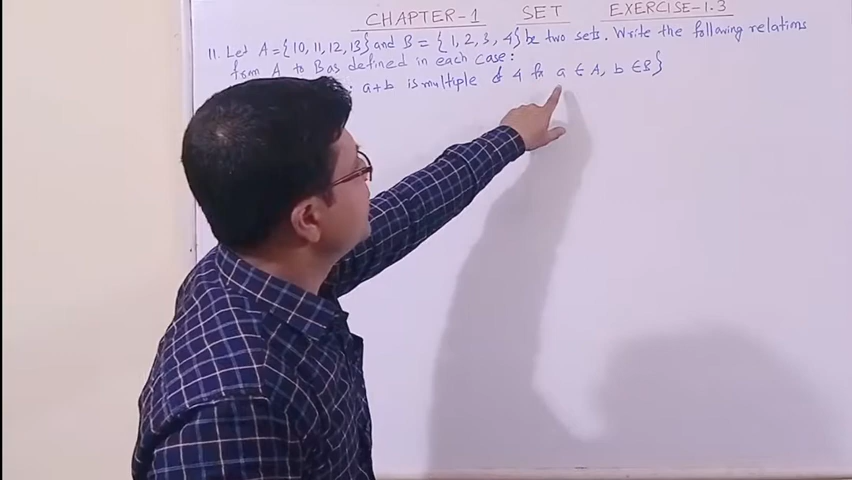 CHAPTER-1 SET EXERCISE-1.3
11. Let A={10,11,12,13} and B = {1, 2, 3, 4} be two sets. Write the following relations
from A to B as defined in each case:
: a+b is multiple of 4 for a ∈ A, b ∈ B}